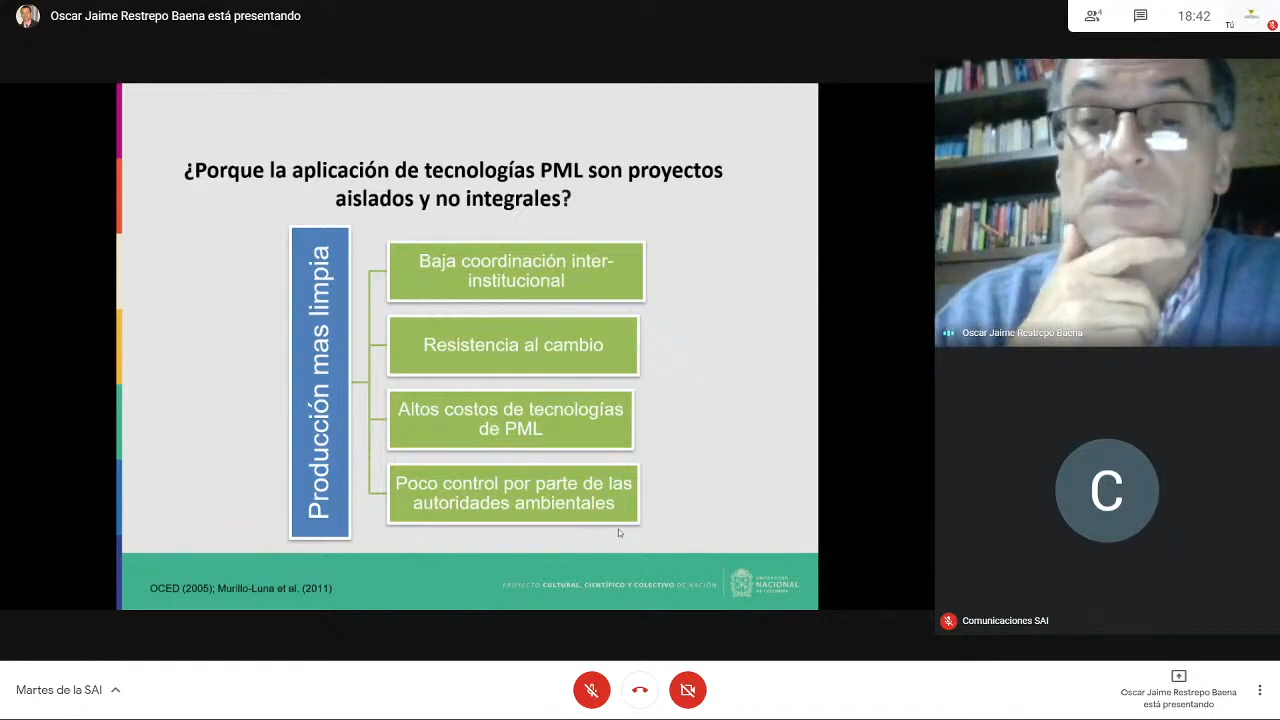 Oscar Jaime Restrepo Baena está presentando
4
18:42
Tú
¿Porque la aplicación de tecnologías PML son proyectos
aislados y no integrales?
Producción mas limpia
Baja coordinación inter-
institucional
Resistencia al cambio
Altos costos de tecnologías
de PML
Poco control por parte de las
autoridades ambientales
OCED (2005); Murillo-Luna et al. (2011)
PROYECTO CULTURAL, CIENTÍFICO Y COLECTIVO DE NACIÓN
UNIVERSIDAD
NACIONAL
DE COLOMBIA
Oscar Jaime Restrepo Baena
C
Comunicaciones SAI
Martes de la SAI
Oscar Jaime Restrepo Baena
está presentando